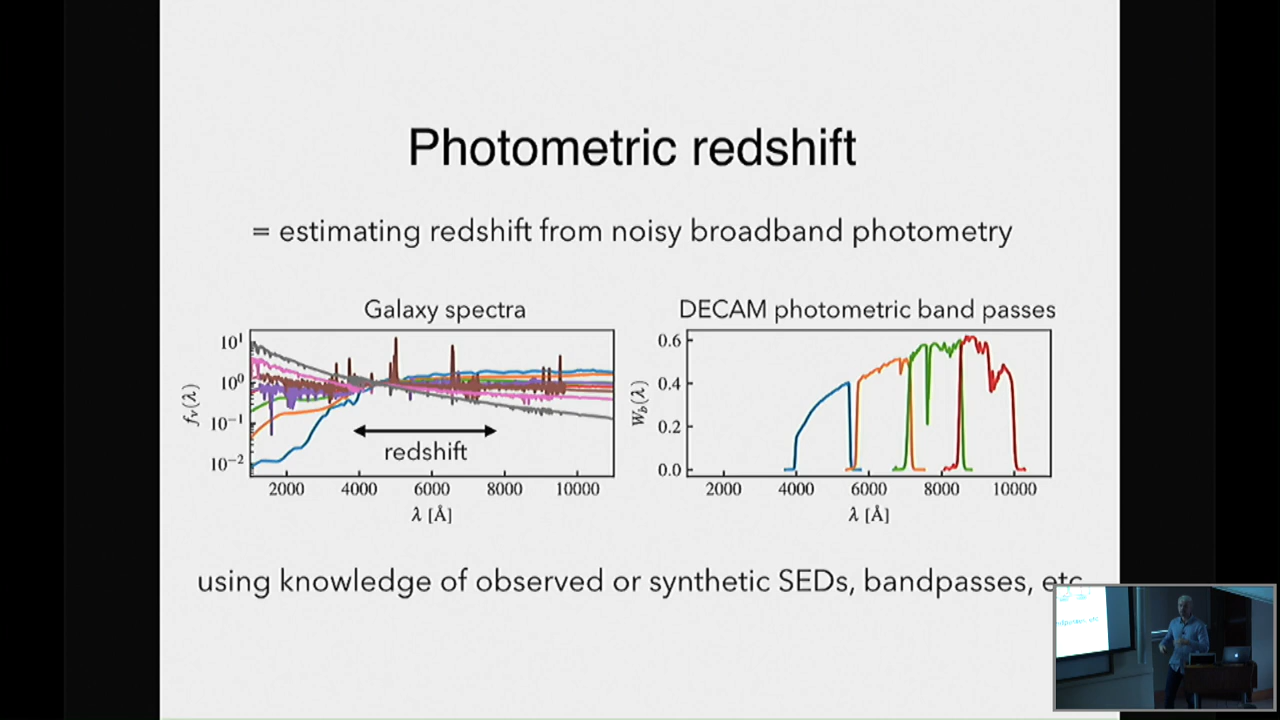 Photometric redshift
= estimating redshift from noisy broadband photometry
Galaxy spectra
DECAM photometric band passes
10¹
10⁰
10⁻¹
10⁻²
fᵥ(λ)
redshift
2000 4000 6000 8000 10000
λ [Å]
0.6
0.4
0.2
0.0
W_b(λ)
2000 4000 6000 8000 10000
λ [Å]
using knowledge of observed or synthetic SEDs, bandpasses, etc